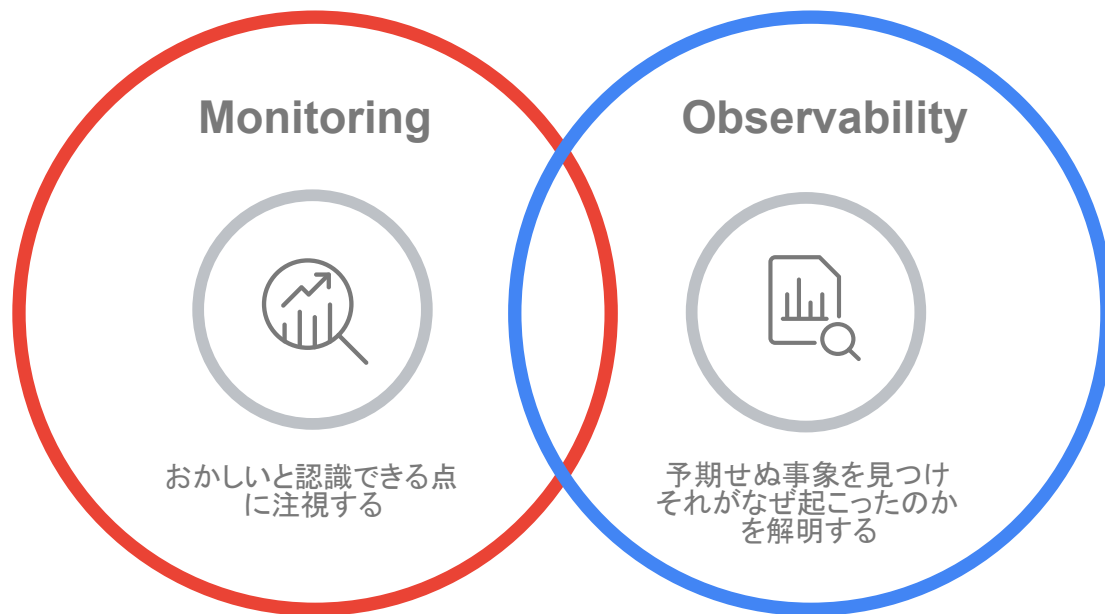 Monitoring
おかしいと認識できる点
に注視する
Observability
予期せぬ事象を見つけ
それがなぜ起こったのか
を解明する